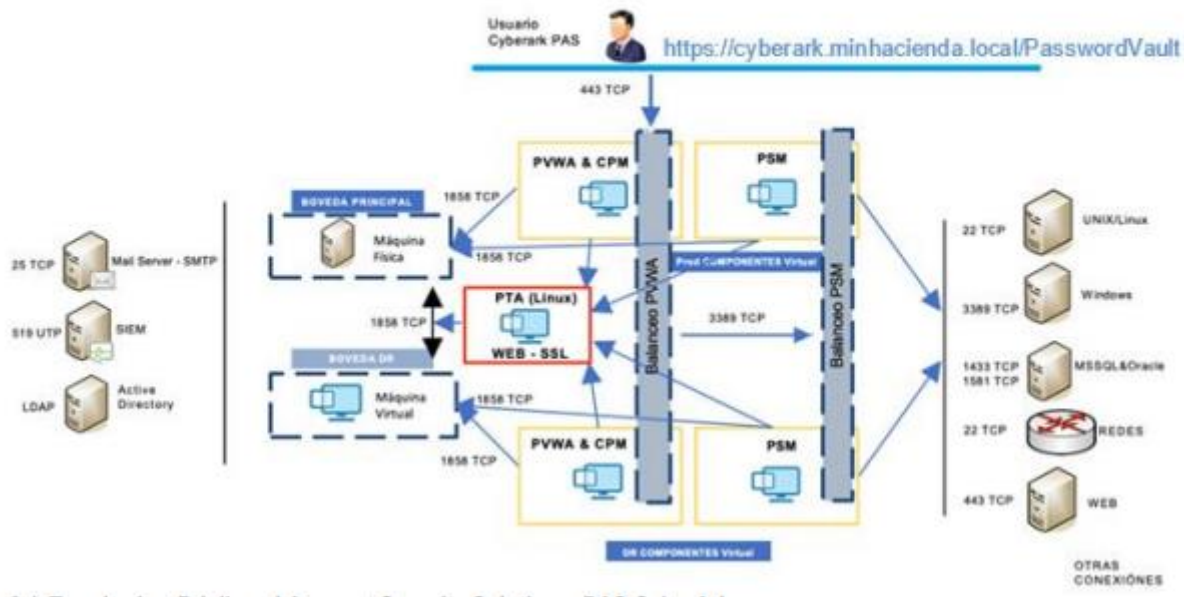 Usuario
Cyberark PAS
https://cyberark.minhacienda.local/PasswordVault
443 TCP
PVWA & CPM
PSM
1858 TCP
BOVEDA PRINCIPAL
Máquina
Física
1858 TCP
Prod COMPONENTES Virtual
25 TCP
Mail Server - SMTP
519 UTP
SIEM
LDAP
Active
Directory
PTA (Linux)
WEB - SSL
1858 TCP
3389 TCP
Balanceo PVWA
Balanceo PSM
BOVEDA DR
Máquina
Virtual
1858 TCP
1858 TCP
PVWA & CPM
PSM
DR COMPONENTES Virtual
22 TCP
UNIX/Linux
3389 TCP
Windows
1433 TCP
1581 TCP
MSSQL&Oracle
22 TCP
REDES
443 TCP
WEB
OTRAS
CONEXIÓNES